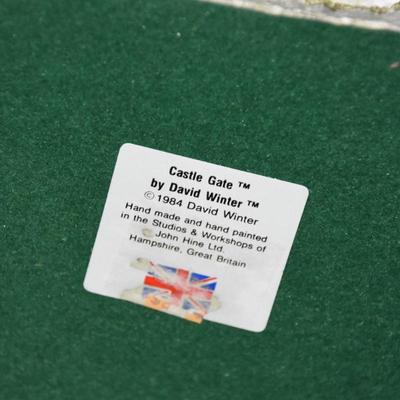 Castle Gate ™
by David Winter ™
© 1984 David Winter
Hand made and hand painted
in the Studios & Workshops of
John Hine Ltd.
Hampshire, Great Britain